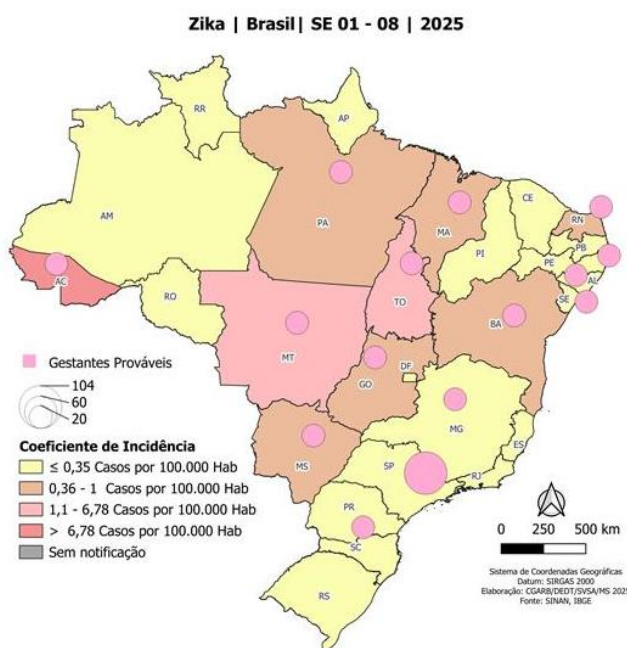 Zika | Brasil| SE 01 - 08 | 2025
RR
AP
AM
PA
MA
CE
RN
PI
PB
PE
AL
SE
AC
RO
TO
BA
MT
DF
GO
MG
ES
MS
SP
RJ
PR
SC
RS
Gestantes Prováveis
104
60
20
Coeficiente de Incidência
≤ 0,35 Casos por 100.000 Hab
0,36 - 1 Casos por 100.000 Hab
1,1 - 6,78 Casos por 100.000 Hab
> 6,78 Casos por 100.000 Hab
Sem notificação
0 250 500 km
Sistema de Coordenadas Geográficas
Datum: SIRGAS 2000
Elaboração: CGARB/DEDT/SVSA/MS 2025
Fonte: SINAN, IBGE